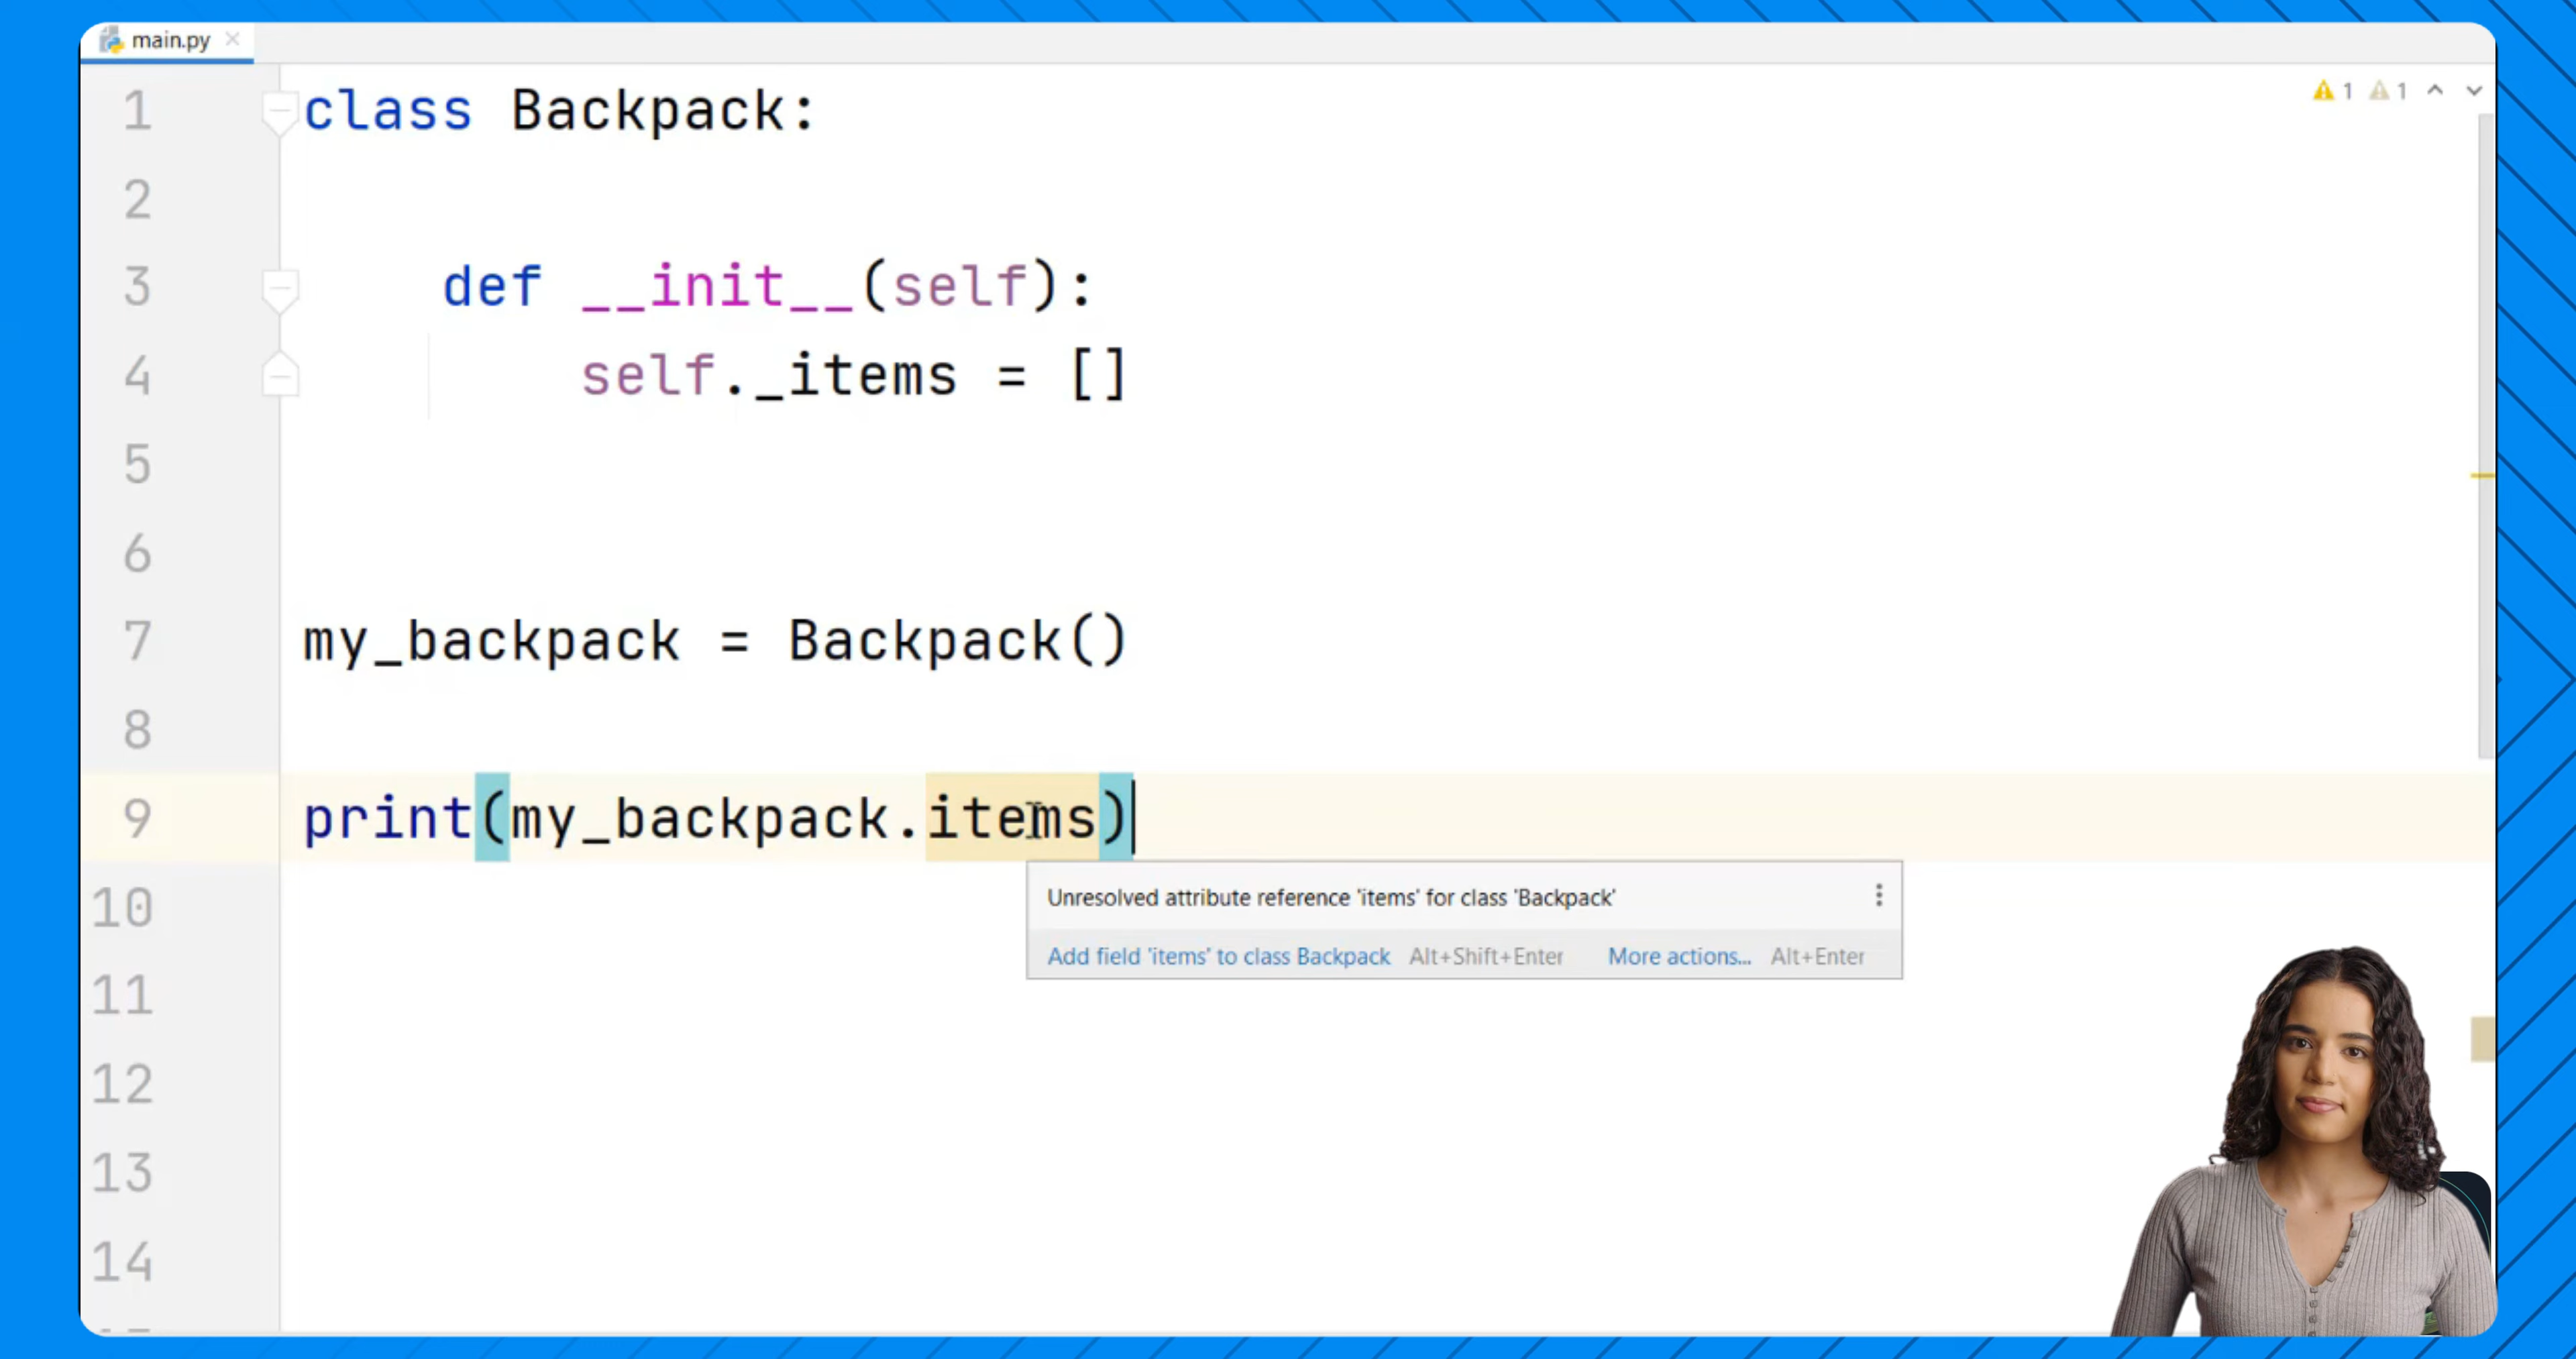 main.py
1 1
1 class Backpack:
2
3 def __init__(self):
4 self._items = []
5
6
7 my_backpack = Backpack()
8
9 print(my_backpack.items)
Unresolved attribute reference 'items' for class 'Backpack'
Add field 'items' to class Backpack Alt+Shift+Enter More actions... Alt+Enter
10
11
12
13
14